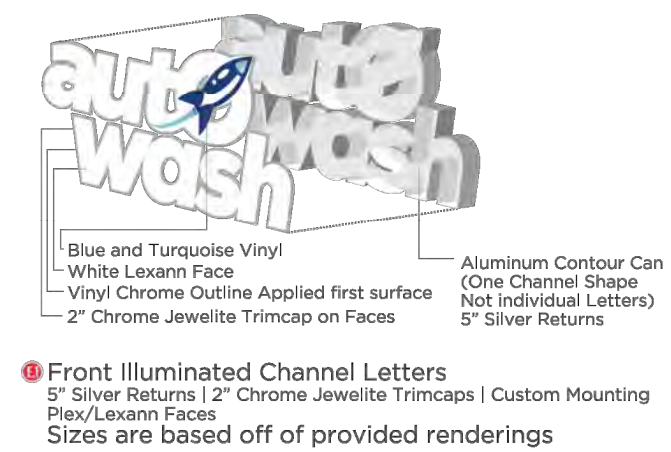 auto
wash
auto
wash
Blue and Turquoise Vinyl
White Lexann Face
Vinyl Chrome Outline Applied first surface
2” Chrome Jewelite Trimcap on Faces
Aluminum Contour Can
(One Channel Shape
Not individual Letters)
5” Silver Returns
E1 Front Illuminated Channel Letters
5” Silver Returns | 2” Chrome Jewelite Trimcaps | Custom Mounting
Plex/Lexann Faces
Sizes are based off of provided renderings